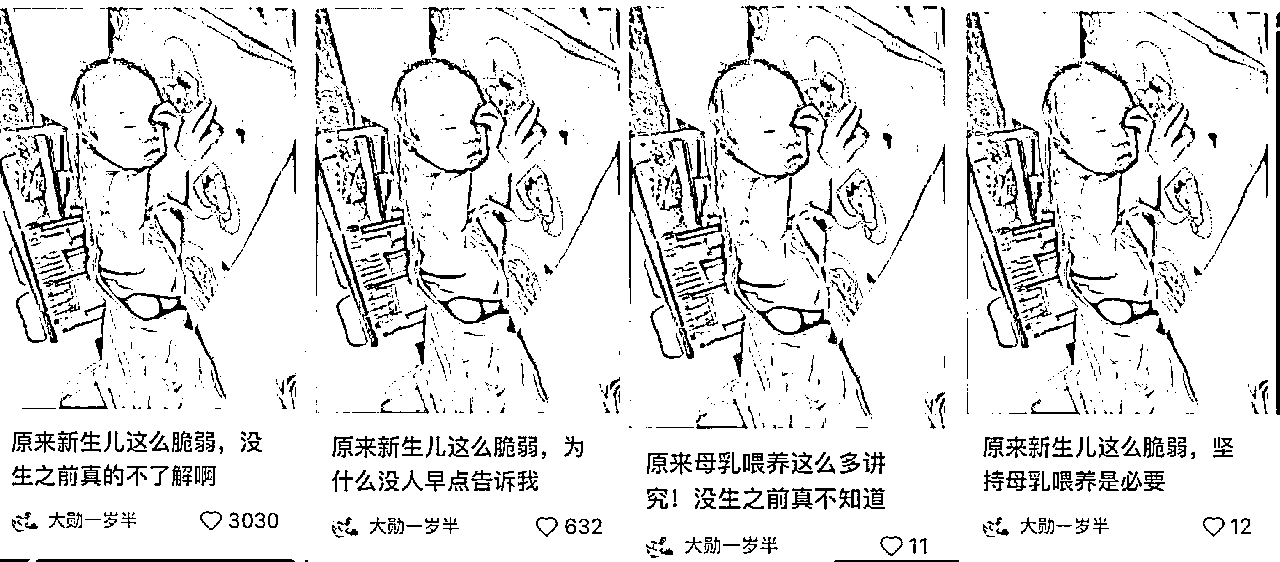 原来新生儿这么脆弱，没
生之前真的不了解啊
大勋一岁半 3030
原来新生儿这么脆弱，为
什么没人早点告诉我
大勋一岁半 632
原来母乳喂养这么多讲
究！没生之前真不知道
大勋一岁半 11
原来新生儿这么脆弱，坚
持母乳喂养是必要
大勋一岁半 12